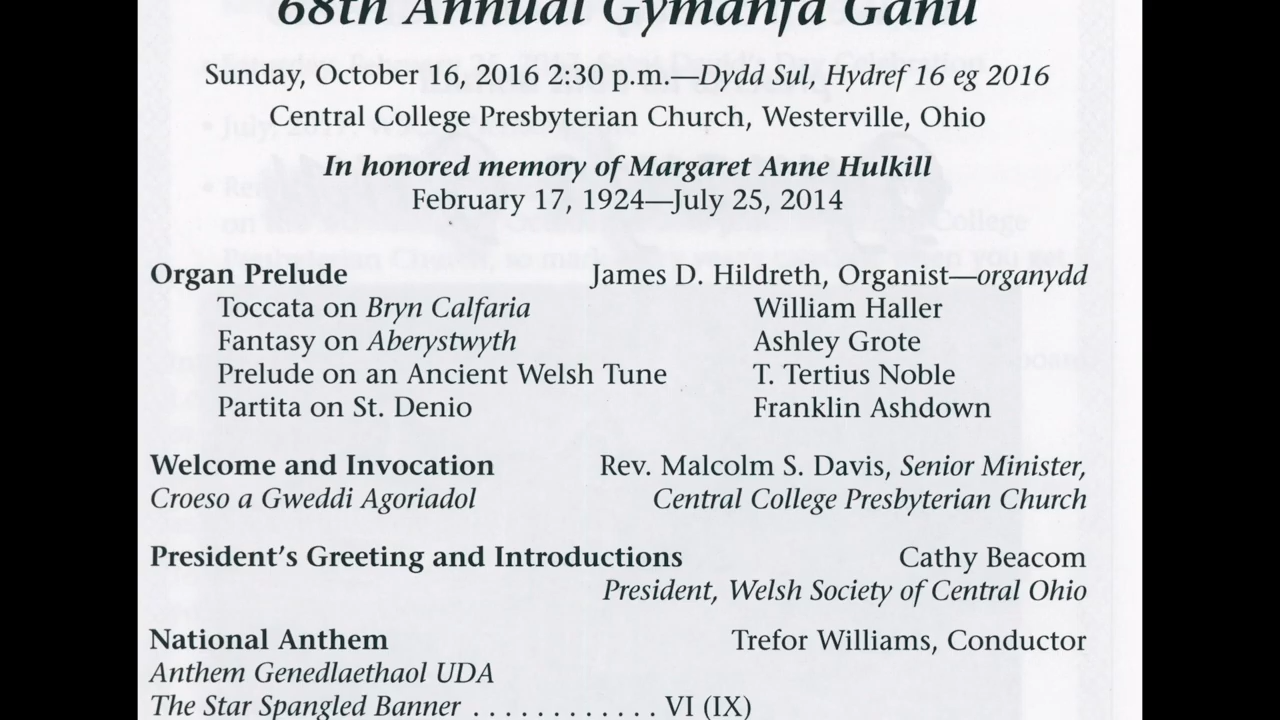 68th Annual Gymanfa Ganu
Sunday, October 16, 2016 2:30 p.m.—Dydd Sul, Hydref 16 eg 2016
Central College Presbyterian Church, Westerville, Ohio
In honored memory of Margaret Anne Hulkill
February 17, 1924—July 25, 2014
Organ Prelude James D. Hildreth, Organist—organydd
Toccata on Bryn Calfaria William Haller
Fantasy on Aberystwyth Ashley Grote
Prelude on an Ancient Welsh Tune T. Tertius Noble
Partita on St. Denio Franklin Ashdown
Welcome and Invocation Rev. Malcolm S. Davis, Senior Minister,
Croeso a Gweddi Agoriadol Central College Presbyterian Church
President’s Greeting and Introductions Cathy Beacom
President, Welsh Society of Central Ohio
National Anthem Trefor Williams, Conductor
Anthem Genedlaethaol UDA
The Star Spangled Banner . . . . . . . . . . . . VI (IX)